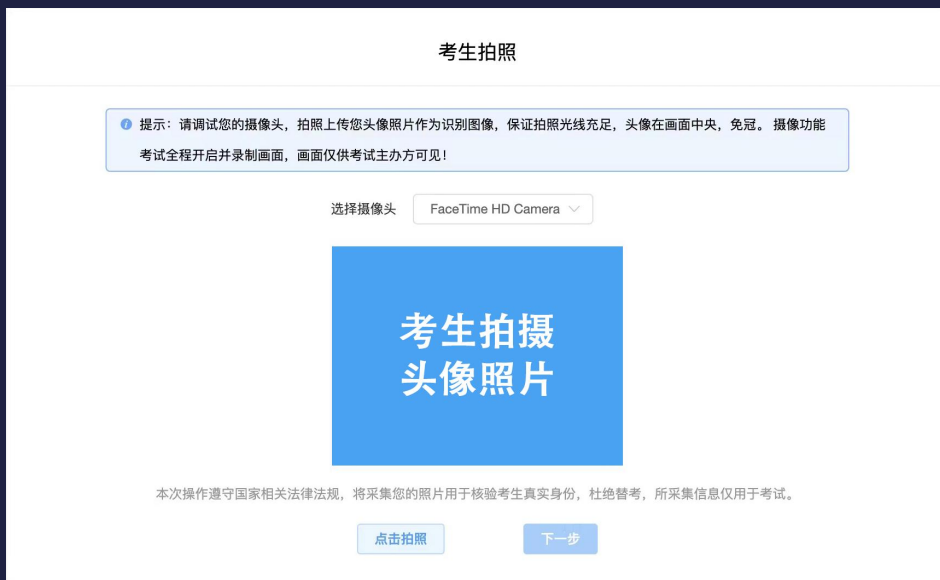 考生拍照
提示：请调试您的摄像头，拍照上传您头像照片作为识别图像，保证拍照光线充足，头像在画面中央，免冠。 摄像功能
考试全程开启并录制画面，画面仅供考试主办方可见！
选择摄像头 FaceTime HD Camera
考生拍摄
头像照片
本次操作遵守国家相关法律法规，将采集您的照片用于核验考生真实身份，杜绝替考，所采集信息仅用于考试。
点击拍照 下一步